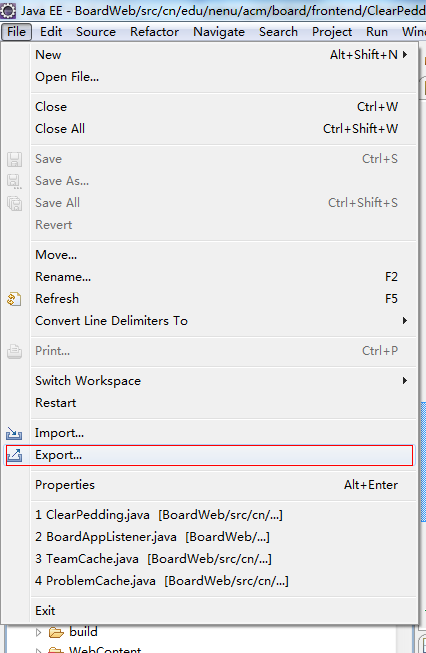 Java EE - BoardWeb/src/cn/edu/nenu/acm/board/frontend/ClearPedd
File Edit Source Refactor Navigate Search Project Run Win
New Alt+Shift+N
Open File...
Close Ctrl+W
Close All Ctrl+Shift+W
Save Ctrl+S
Save As...
Save All Ctrl+Shift+S
Revert
Move...
Rename... F2
Refresh F5
Convert Line Delimiters To
Print... Ctrl+P
Switch Workspace
Restart
Import...
Export...
Properties Alt+Enter
1 ClearPedding.java [BoardWeb/src/cn/...]
2 BoardAppListener.java [BoardWeb/src/...]
3 TeamCache.java [BoardWeb/src/cn/...]
4 ProblemCache.java [BoardWeb/src/cn/...]
Exit
build
WebContent